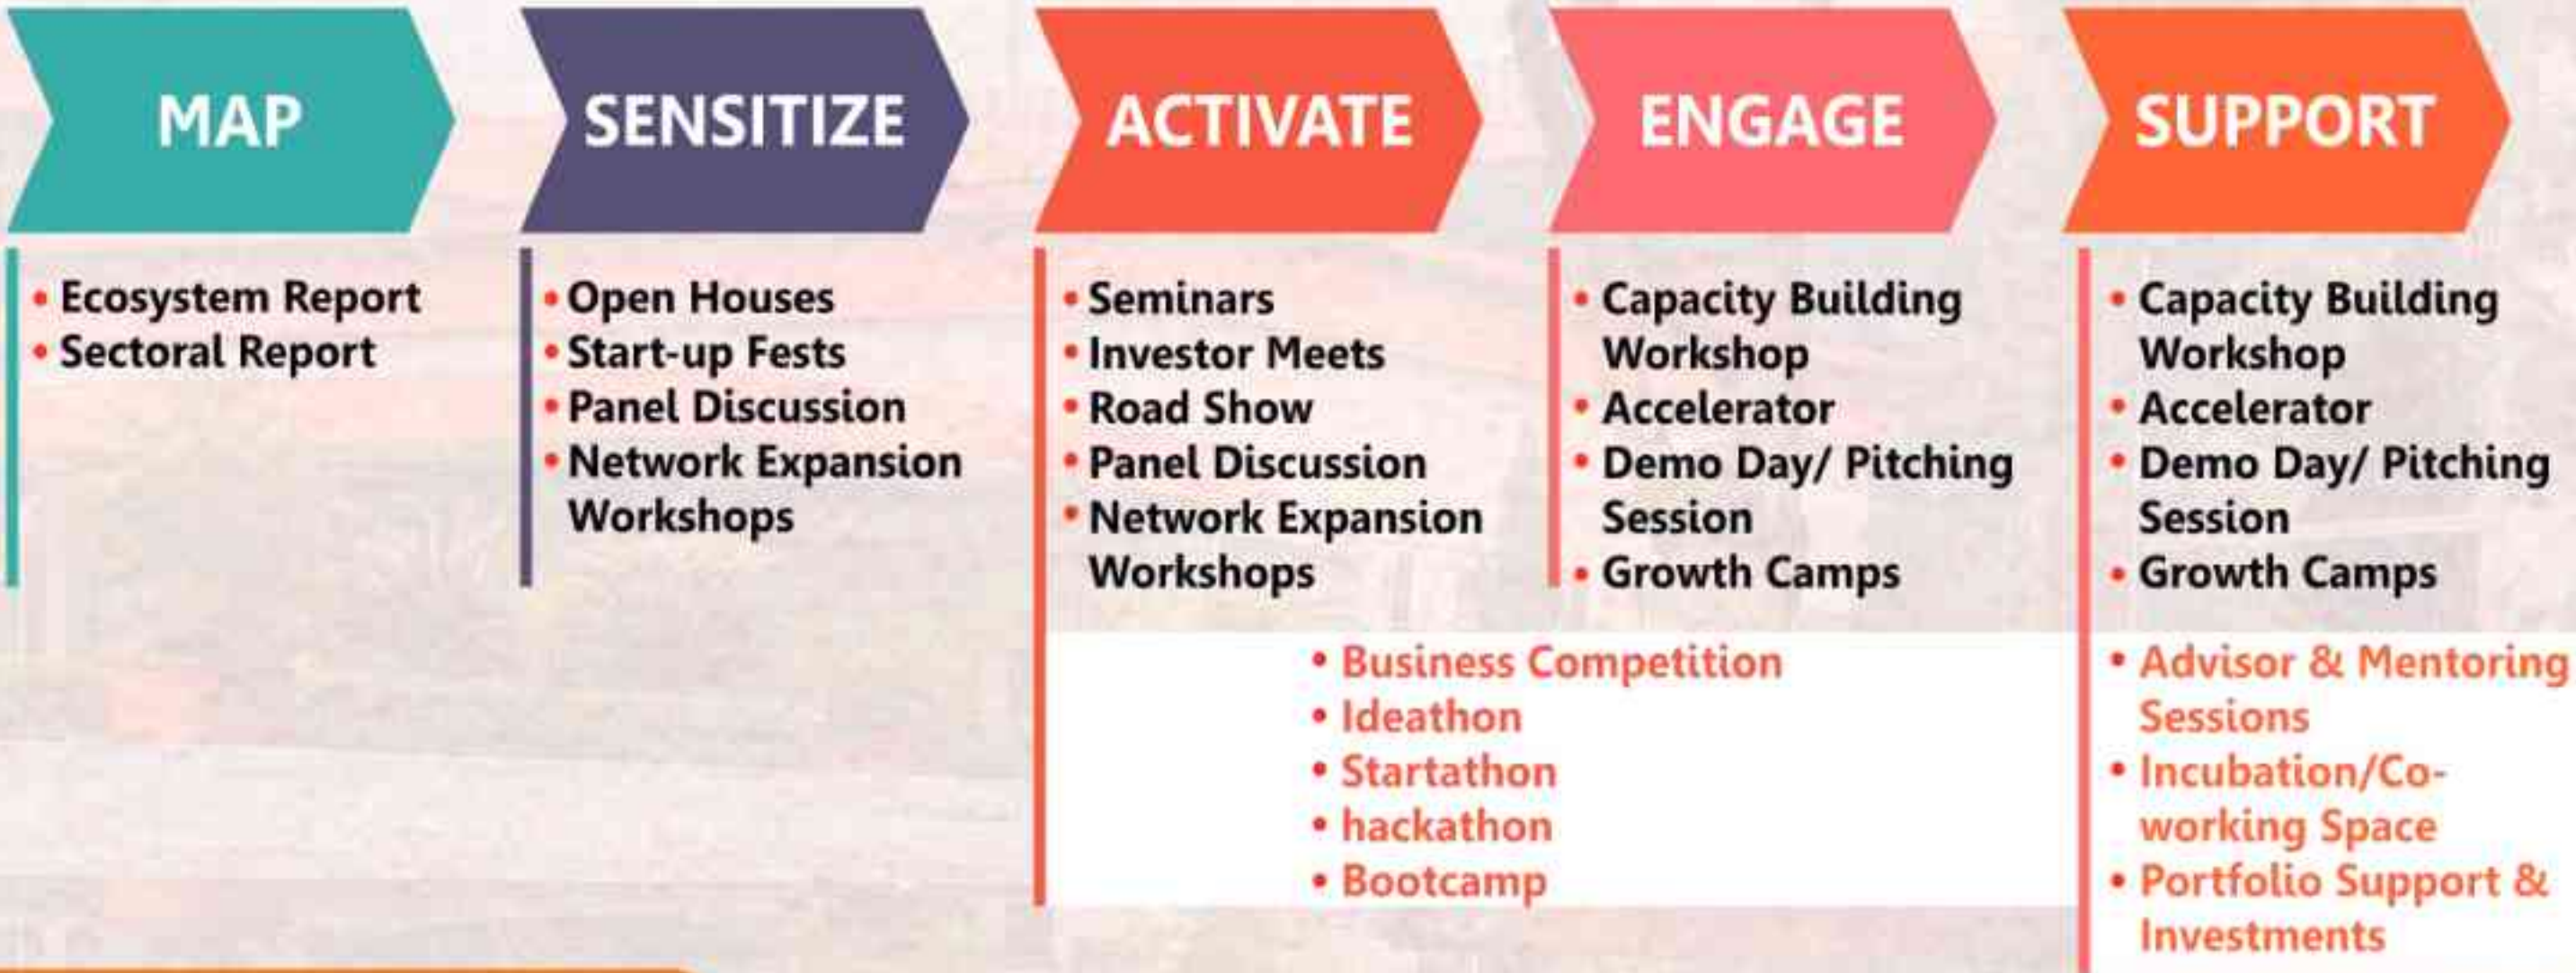 MAP
• Ecosystem Report
• Sectoral Report
SENSITIZE
• Open Houses
• Start-up Fests
• Panel Discussion
• Network Expansion
Workshops
ACTIVATE
• Seminars
• Investor Meets
• Road Show
• Panel Discussion
• Network Expansion
Workshops
ENGAGE
• Capacity Building
Workshop
• Accelerator
• Demo Day/ Pitching
Session
• Growth Camps
• Business Competition
• Ideathon
• Startathon
• hackathon
• Bootcamp
SUPPORT
• Capacity Building
Workshop
• Accelerator
• Demo Day/ Pitching
Session
• Growth Camps
• Advisor & Mentoring
Sessions
• Incubation/Co-
working Space
• Portfolio Support &
Investments